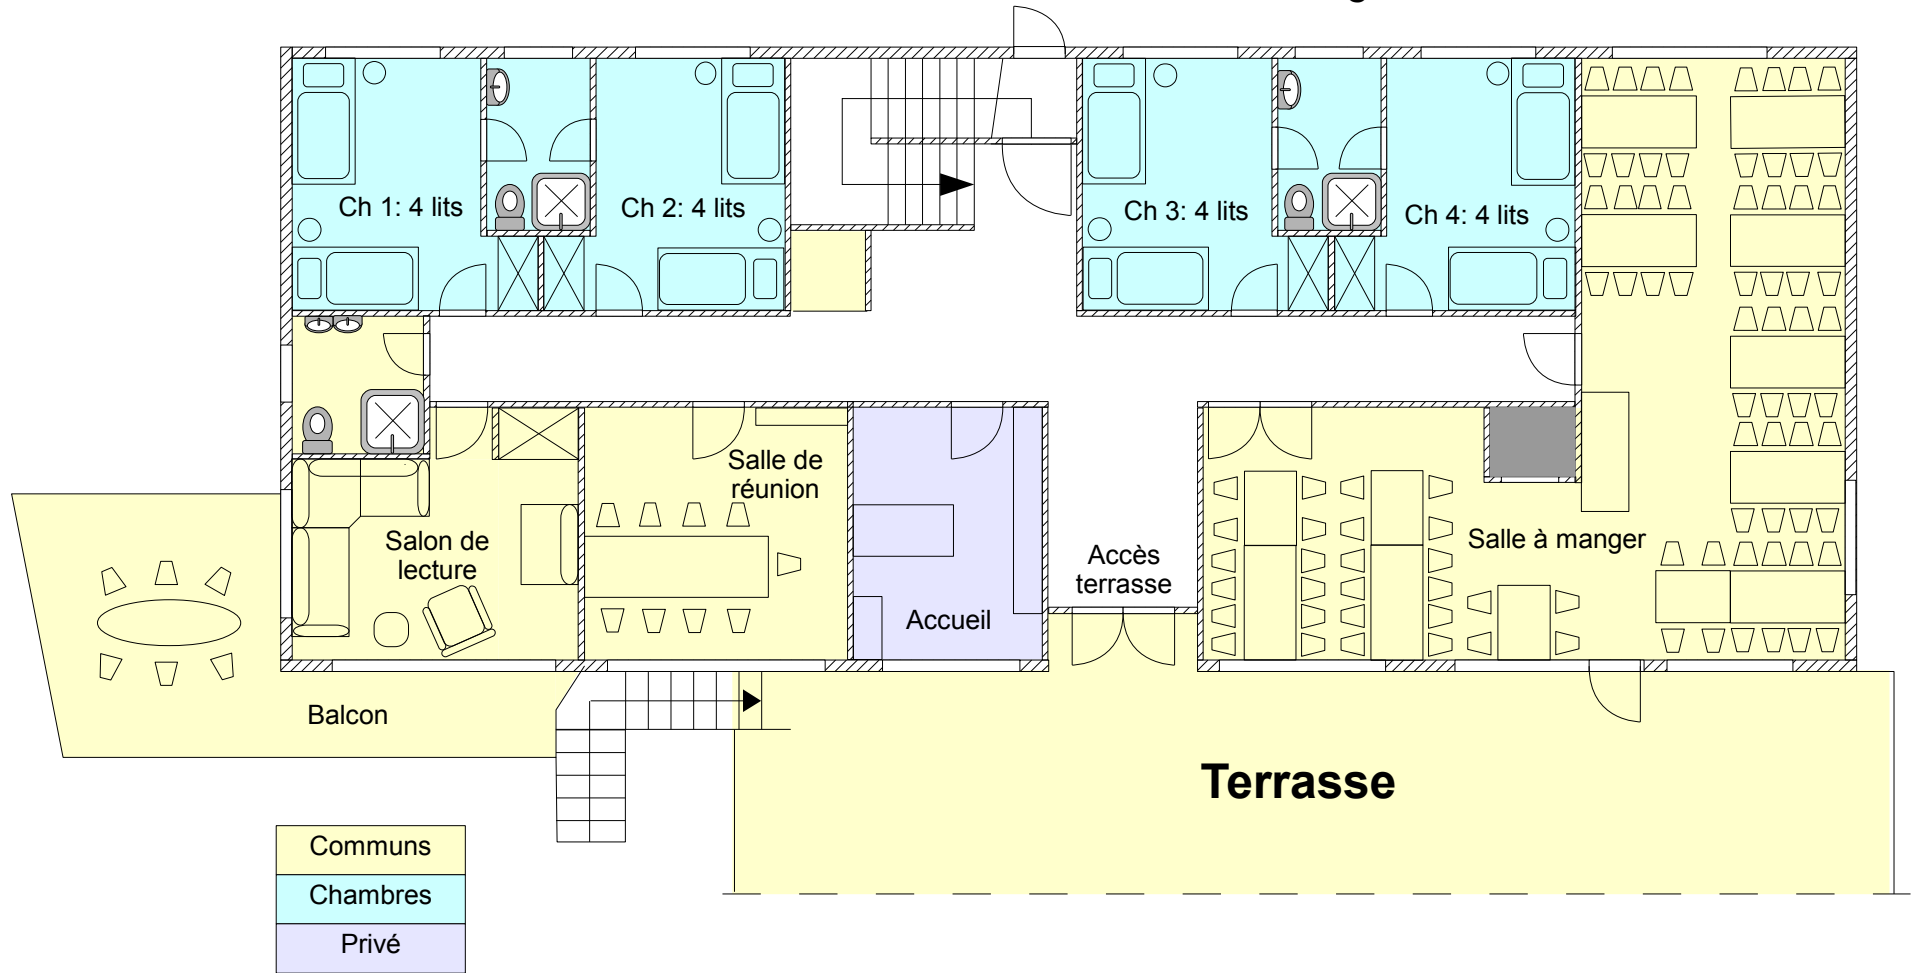 Ch 1: 4 lits
Ch 2: 4 lits
Ch 3: 4 lits
Ch 4: 4 lits
Salle de
réunion
Salon de
lecture
Accueil
Accès
terrasse
Salle à manger
Balcon
Terrasse
Communs
Chambres
Privé